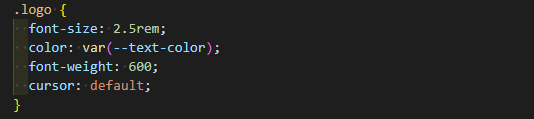 .logo {
  font-size: 2.5rem;
  color: var(--text-color);
  font-weight: 600;
  cursor: default;
}